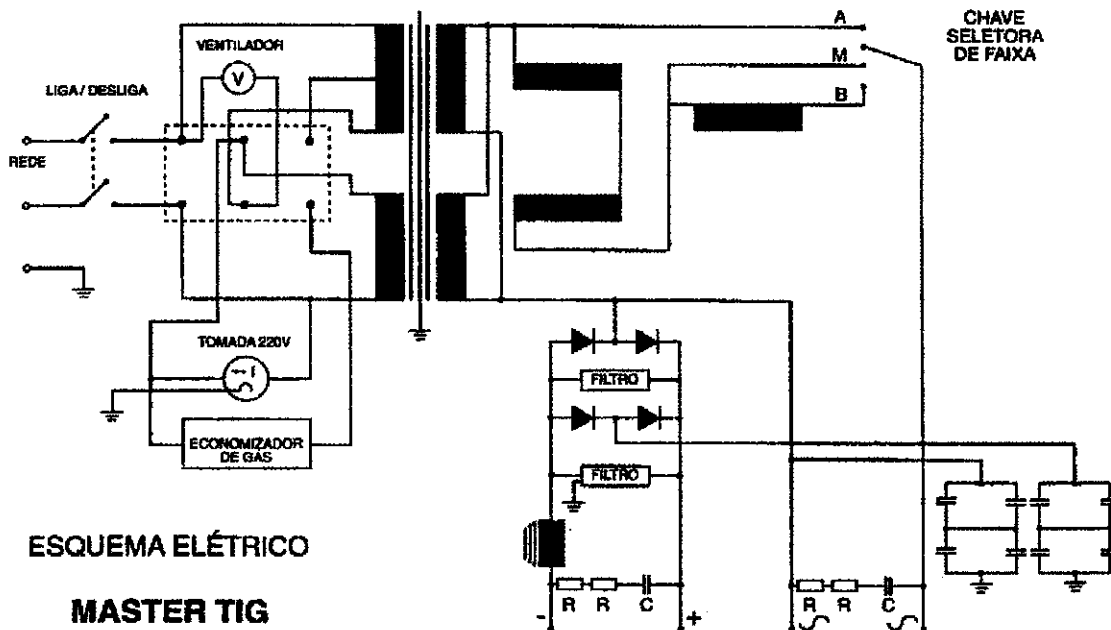 A
CHAVE
SELETORA
DE FAIXA
M
B
VENTILADOR
V
LIGA / DESLIGA
REDE
TOMADA 220V
ECONOMIZADOR
DE GÁS
FILTRO
FILTRO
R R C
- +
R R C
ESQUEMA ELÉTRICO
MASTER TIG